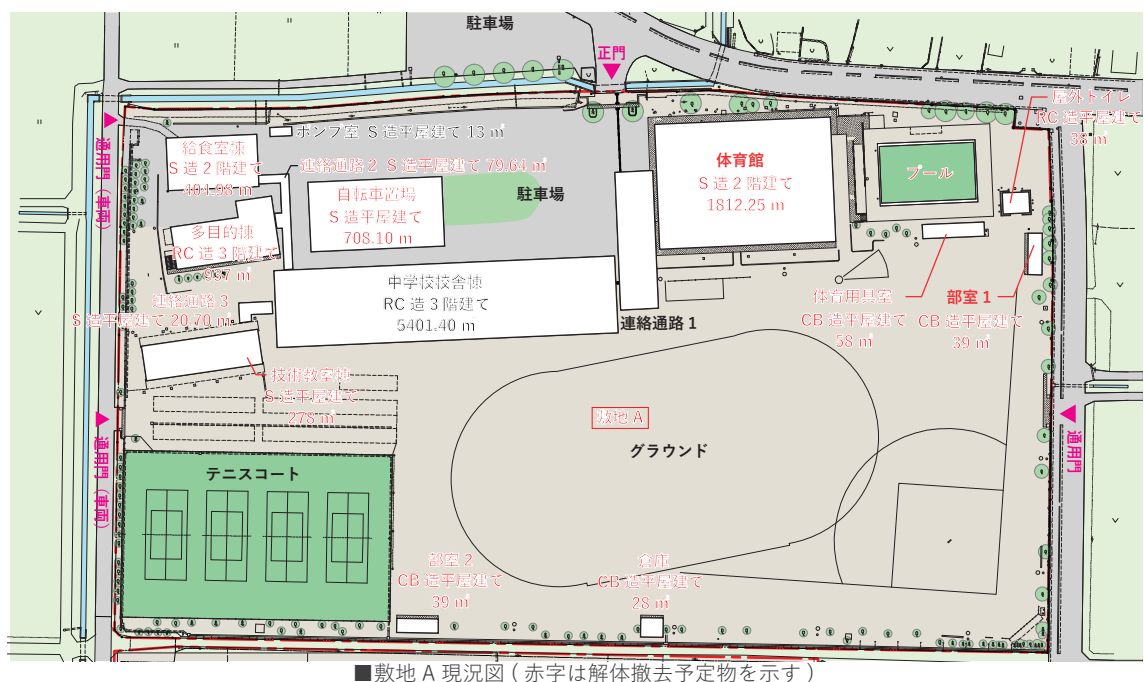 駐車場
正門
屋外トイレ
RC 造平屋建て
38 ㎡
ポンプ室 S 造平屋建て 13 ㎡
通用門（車両）
給食室棟
S 造 2 階建て
404.98 ㎡
連絡通路 2 S 造平屋建て 79.64 ㎡
自転車置場
S 造平屋建て
708.10 ㎡
駐車場
体育館
S 造 2 階建て
1812.25 ㎡
プール
多目的棟
RC 造 3 階建て
937 ㎡
連絡通路 3
S 造平屋建て 20.70 ㎡
中学校校舎棟
RC 造 3 階建て
5401.40 ㎡
連絡通路 1
体育用具室
CB 造平屋建て
58 ㎡
部室 1
CB 造平屋建て
39 ㎡
技術教室棟
S 造平屋建て
278 ㎡
敷地 A
グラウンド
通用門
通用門（車両）
テニスコート
部室 2
CB 造平屋建て
39 ㎡
倉庫
CB 造平屋建て
28 ㎡
■敷地 A 現況図 ( 赤字は解体撤去予定物を示す )